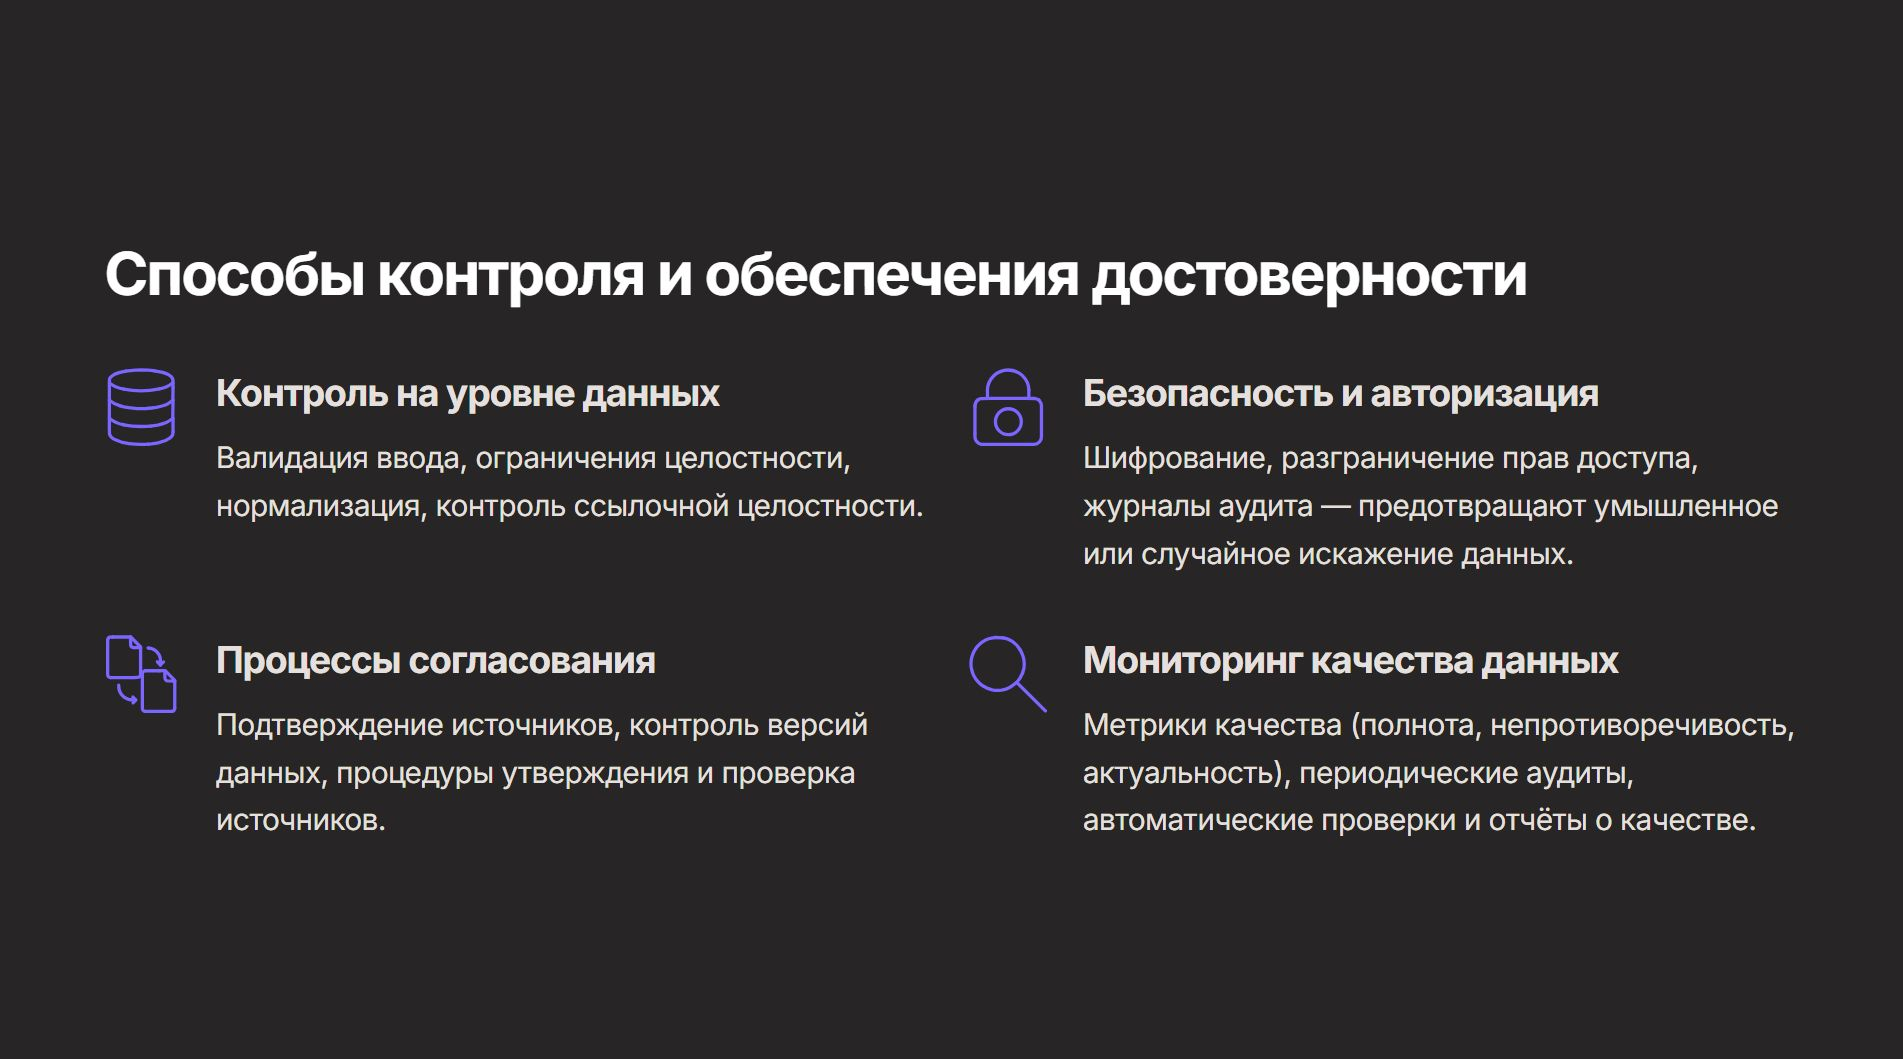 Способы контроля и обеспечения достоверности
Контроль на уровне данных
Валидация ввода, ограничения целостности,
нормализация, контроль ссылочной целостности.
Безопасность и авторизация
Шифрование, разграничение прав доступа,
журналы аудита — предотвращают умышленное
или случайное искажение данных.
Процессы согласования
Подтверждение источников, контроль версий
данных, процедуры утверждения и проверка
источников.
Мониторинг качества данных
Метрики качества (полнота, непротиворечивость,
актуальность), периодические аудиты,
автоматические проверки и отчёты о качестве.